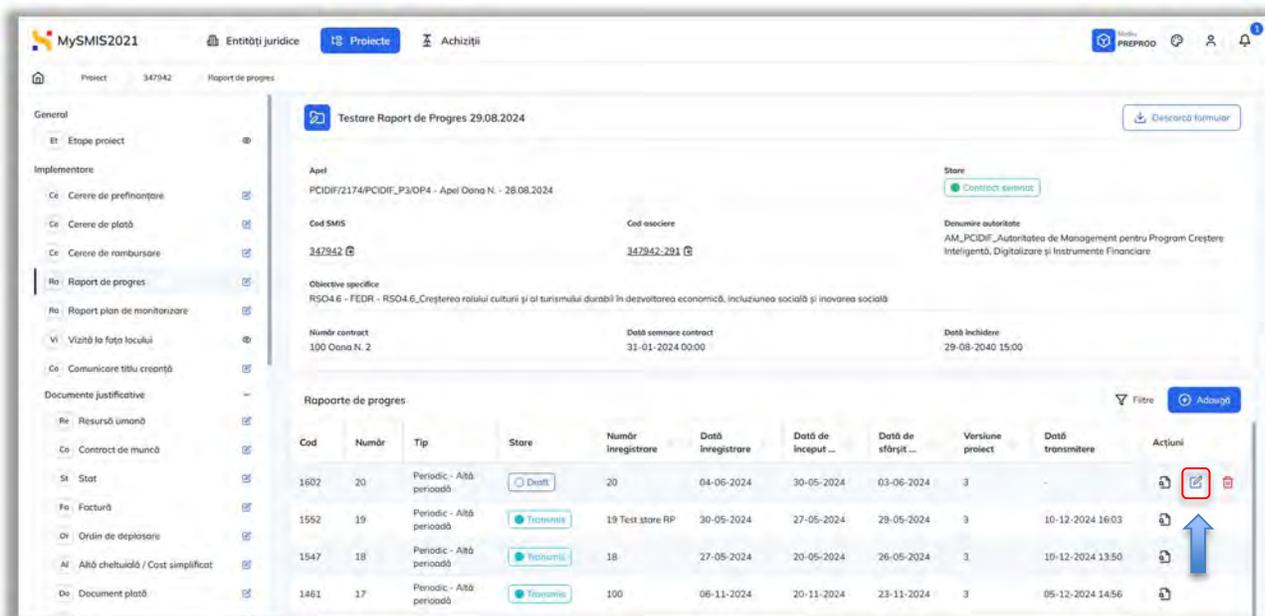 MySMIS2021
Entități juridice
Proiecte
Achiziții
Mediu
PREPROD
1
Proiect 347942 Raport de progres
General
Et Etape proiect
Implementare
Ce Cerere de prefinanțare
Ce Cerere de plată
Ce Cerere de rambursare
Ra Raport de progres
Ra Raport plan de monitorizare
Vi Vizită la fața locului
Co Comunicare titlu creanță
Documente justificative
Re Resursă umană
Co Contract de muncă
St Stat
Fa Factură
Or Ordin de deplasare
Al Altă cheltuială / Cost simplificat
Do Document plată
Testare Raport de Progres 29.08.2024
Descarcă formular
Apel
PCIDIF/2174/PCIDIF_P3/OP4 - Apel Oana N. - 28.08.2024
Stare
Contract semnat
Cod SMIS
347942
Cod asociere
347942-291
Denumire autoritate
AM_PCIDIF_Autoritatea de Management pentru Program Creștere
Inteligentă, Digitalizare și Instrumente Financiare
Obiective specifice
RSO4.6 - FEDR - RSO4.6_Creșterea rolului culturii și al turismului durabil în dezvoltarea economică, incluziunea socială și inovarea socială
Număr contract
100 Oana N. 2
Dată semnare contract
31-01-2024 00:00
Dată închidere
29-08-2040 15:00
Rapoarte de progres
Filtre
Adaugă
Cod Număr Tip Stare Număr înregistrare Dată înregistrare Dată de început ... Dată de sfârșit ... Versiune proiect Dată transmitere Acțiuni
1602 20 Periodic - Altă perioadă Draft 20 04-06-2024 30-05-2024 03-06-2024 3 -
1552 19 Periodic - Altă perioadă Transmis 19 Test stare RP 30-05-2024 27-05-2024 29-05-2024 3 10-12-2024 16:03
1547 18 Periodic - Altă perioadă Transmis 18 27-05-2024 20-05-2024 26-05-2024 3 10-12-2024 13:50
1461 17 Periodic - Altă perioadă Transmis 100 06-11-2024 20-11-2024 23-11-2024 3 05-12-2024 14:56